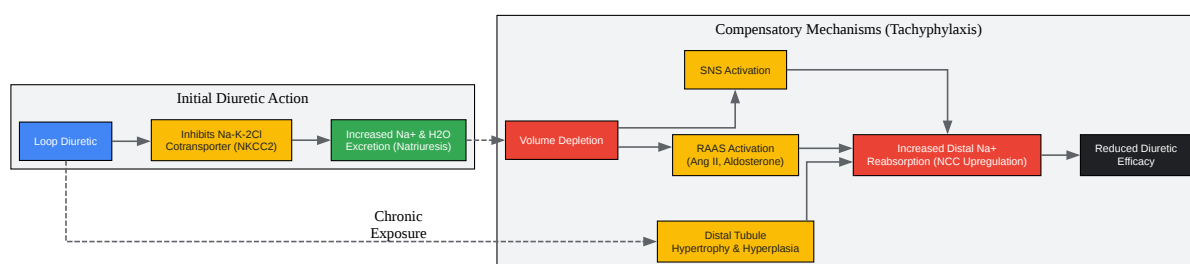 Compensatory Mechanisms (Tachyphylaxis)
SNS Activation
Initial Diuretic Action
Loop Diuretic
Inhibits Na-K-2Cl
Cotransporter (NKCC2)
Increased Na+ & H2O
Excretion (Natriuresis)
Volume Depletion
RAAS Activation
(Ang II, Aldosterone)
Increased Distal Na+
Reabsorption (NCC Upregulation)
Reduced Diuretic
Efficacy
Chronic
Exposure
Distal Tubule
Hypertrophy & Hyperplasia